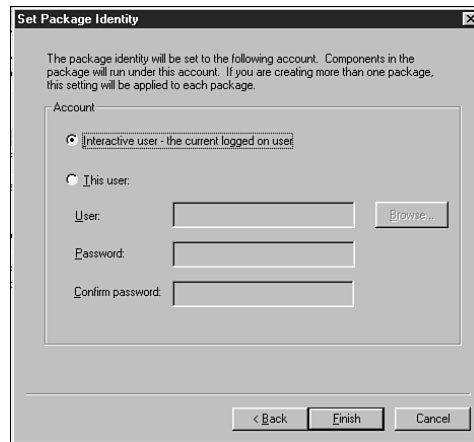 Set Package Identity
The package identity will be set to the following account. Components in the
package will run under this account. If you are creating more than one package,
this setting will be applied to each package.
Account
Interactive user - the current logged on user
This user:
User:
Browse...
Password:
Confirm password:
< Back
Finish
Cancel